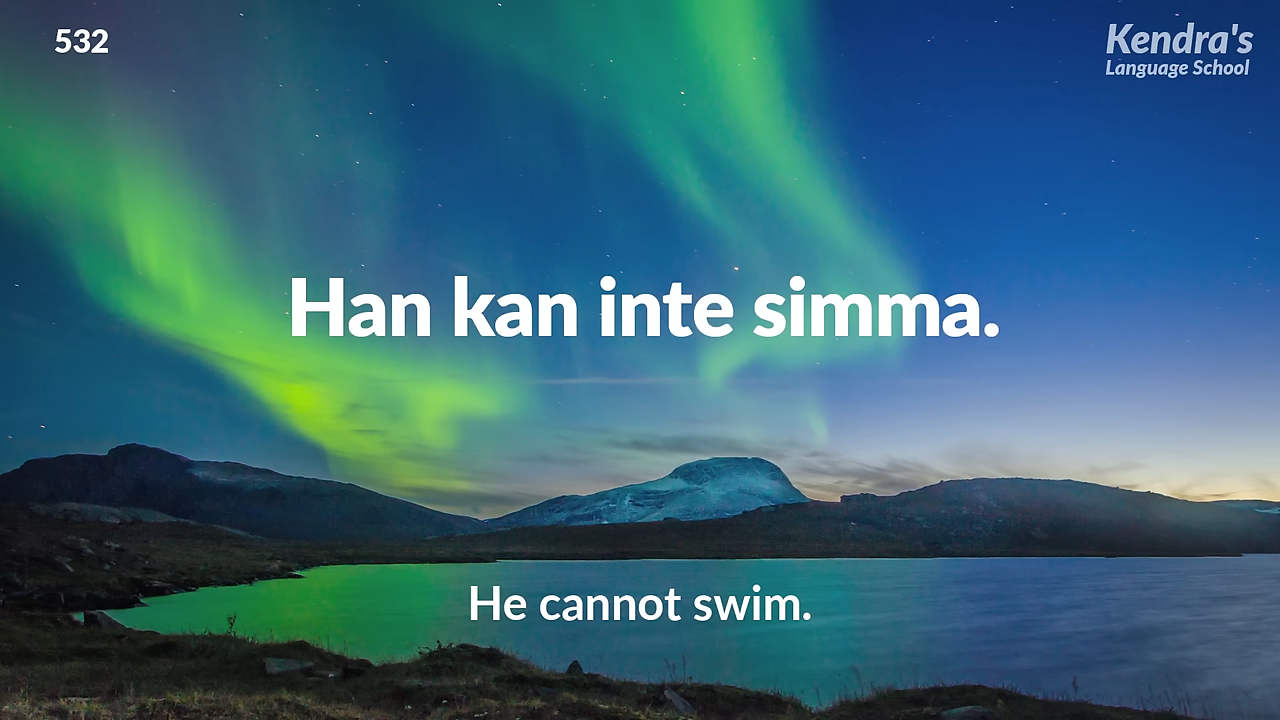 532
Kendra's
Language School
Han kan inte simma.
He cannot swim.